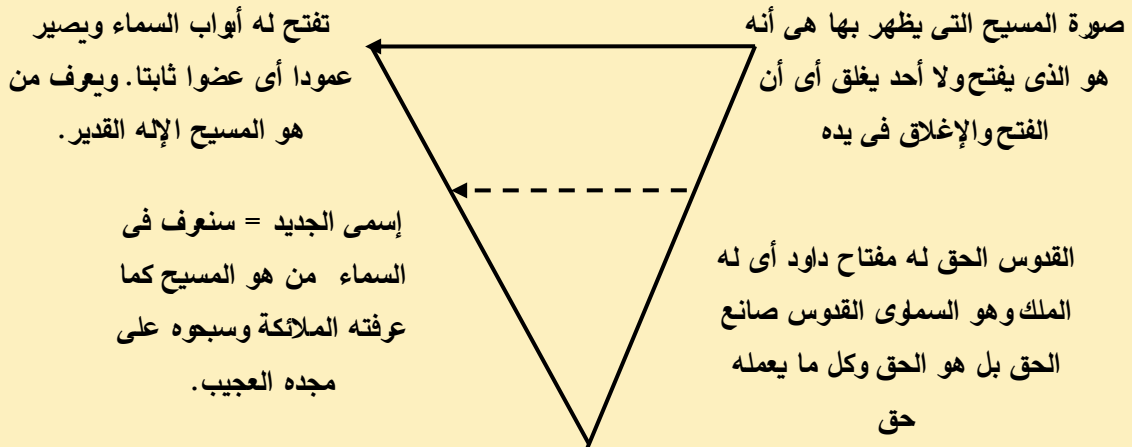 صورة المسيح التى يظهر بها هى أنه
هو الذى يفتح ولا أحد يغلق أى أن
الفتح والإغلاق فى يده
تفتح له أبواب السماء ويصير
عمودا أى عضوا ثابتا. ويعرف من
هو المسيح الإله القدير.
القدوس الحق له مفتاح داود أى له
الملك وهو السماوى القدوس صانع
الحق بل هو الحق وكل ما يعمله
حق
إسمى الجديد = سنعرف فى
السماء من هو المسيح كما
عرفته الملائكة وسبحوه على
مجده العجيب.